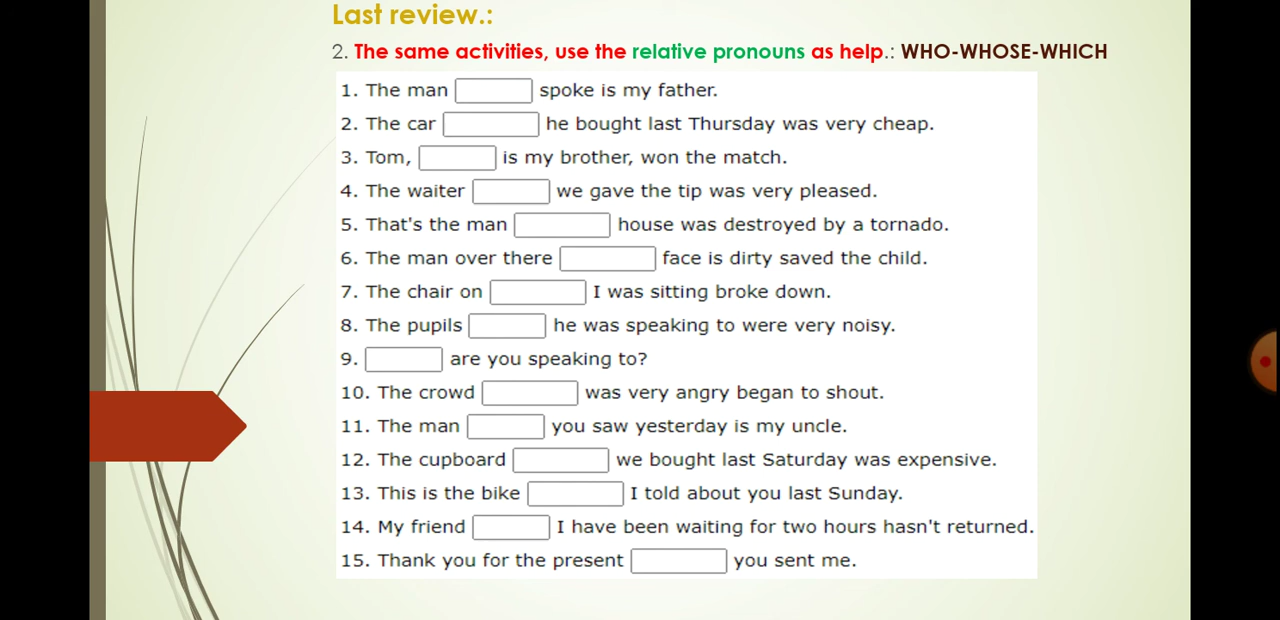 Last review.:
2. The same activities, use the relative pronouns as help.: WHO-WHOSE-WHICH
1. The man spoke is my father.
2. The car he bought last Thursday was very cheap.
3. Tom, is my brother, won the match.
4. The waiter we gave the tip was very pleased.
5. That's the man house was destroyed by a tornado.
6. The man over there face is dirty saved the child.
7. The chair on I was sitting broke down.
8. The pupils he was speaking to were very noisy.
9. are you speaking to?
10. The crowd was very angry began to shout.
11. The man you saw yesterday is my uncle.
12. The cupboard we bought last Saturday was expensive.
13. This is the bike I told about you last Sunday.
14. My friend I have been waiting for two hours hasn't returned.
15. Thank you for the present you sent me.